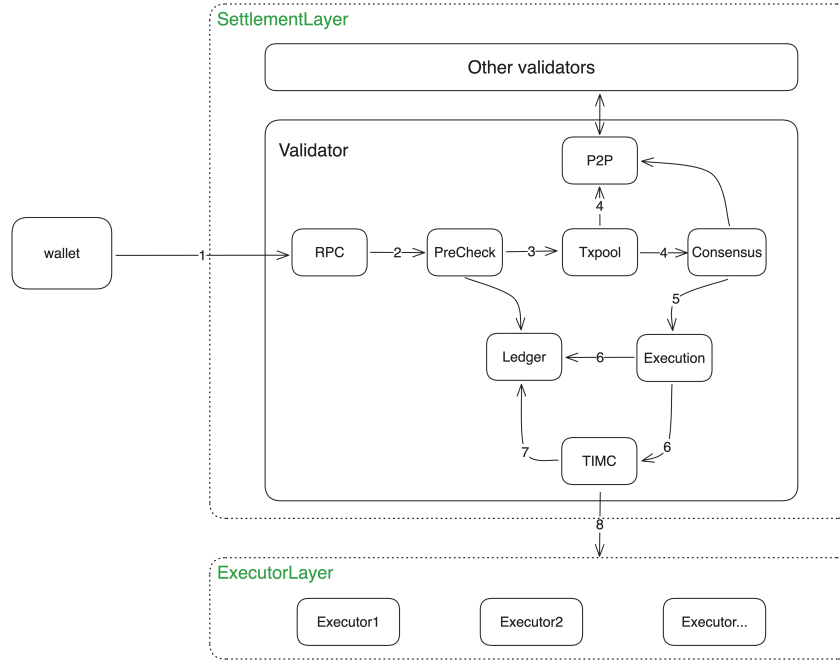 SettlementLayer
Other validators
Validator
P2P
4
wallet
1
RPC
2
PreCheck
3
Txpool
4
Consensus
5
Ledger
6
Execution
7
TIMC
6
8
ExecutorLayer
Executor1
Executor2
Executor...